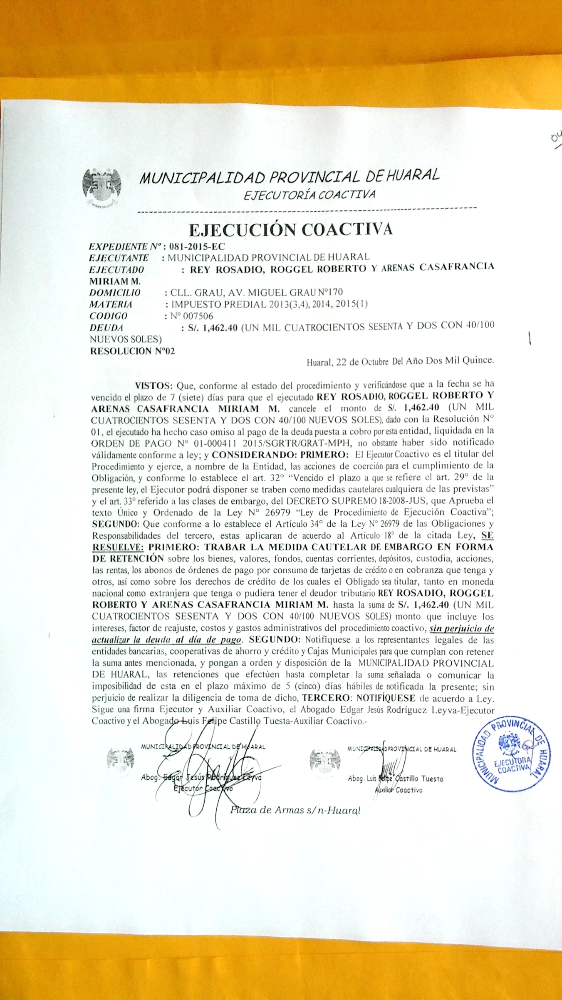 04
MUNICIPALIDAD PROVINCIAL DE HUARAL
EJECUTORÍA COACTIVA
EJECUCIÓN COACTIVA
EXPEDIENTE Nº : 081-2015-EC
EJECUTANTE : MUNICIPALIDAD PROVINCIAL DE HUARAL
EJECUTADO : REY ROSADIO, ROGGEL ROBERTO Y ARENAS CASAFRANCIA
MIRIAM M.
DOMICILIO : CLL. GRAU, AV. MIGUEL GRAU Nº170
MATERIA : IMPUESTO PREDIAL 2013(3,4), 2014, 2015(1)
CODIGO : Nº 007506
DEUDA : S/. 1,462.40 (UN MIL CUATROCIENTOS SESENTA Y DOS CON 40/100
NUEVOS SOLES)
RESOLUCION Nº02
Huaral, 22 de Octubre Del Año Dos Mil Quince.
VISTOS: Que, conforme al estado del procedimiento y verificándose que a la fecha se ha
vencido el plazo de 7 (siete) días para que el ejecutado REY ROSADIO, ROGGEL ROBERTO Y
ARENAS CASAFRANCIA MIRIAM M. cancele el monto de S/. 1,462.40 (UN MIL
CUATROCIENTOS SESENTA Y DOS CON 40/100 NUEVOS SOLES), dado con la Resolución N°
01, el ejecutado ha hecho caso omiso al pago de la deuda puesta a cobro por esta entidad, liquidada en la
ORDEN DE PAGO N° 01-000411 2015/SGRTR/GRAT-MPH, no obstante haber sido notificado
válidamente conforme a ley; y CONSIDERANDO: PRIMERO: El Ejecutor Coactivo es el titular del
Procedimiento y ejerce, a nombre de la Entidad, las acciones de coerción para el cumplimiento de la
Obligación, y conforme lo establece el art. 32° “Vencido el plazo a que se refiere el art. 29° de la
presente ley, el Ejecutor podrá disponer se traben como medidas cautelares cualquiera de las previstas”
y el art. 33° referido a las clases de embargo, del DECRETO SUPREMO 18-2008-JUS, que Aprueba el
texto Único y Ordenado de la Ley N° 26979 “Ley de Procedimiento de Ejecución Coactiva”;
SEGUNDO: Que conforme a lo establece el Artículo 34° de la Ley N° 26979 de las Obligaciones y
Responsabilidades del tercero, estas aplicaran de acuerdo al Artículo 18° de la citada Ley, SE
RESUELVE: PRIMERO: TRABAR LA MEDIDA CAUTELAR DE EMBARGO EN FORMA
DE RETENCIÓN sobre los bienes, valores, fondos, cuentas corrientes, depósitos, custodia, acciones,
las rentas, los abonos de órdenes de pago por consumo de tarjetas de crédito o en cobranza que tenga y
otros, así como sobre los derechos de crédito de los cuales el Obligado sea titular, tanto en moneda
nacional como extranjera que tenga o pudiera tener el deudor tributario REY ROSADIO, ROGGEL
ROBERTO Y ARENAS CASAFRANCIA MIRIAM M. hasta la suma de S/. 1,462.40 (UN MIL
CUATROCIENTOS SESENTA Y DOS CON 40/100 NUEVOS SOLES) monto que incluye los
intereses, factor de reajuste, costos y gastos administrativos del procedimiento coactivo, sin perjuicio de
actualizar la deuda al día de pago. SEGUNDO: Notifíquese a los representantes legales de las
entidades bancarias, cooperativas de ahorro y crédito y Cajas Municipales para que cumplan con retener
la suma antes mencionada, y pongan a orden y disposición de la MUNICIPALIDAD PROVINCIAL
DE HUARAL, las retenciones que efectúen hasta completar la suma señalada o comunicar la
imposibilidad de esta en el plazo máximo de 5 (cinco) días hábiles de notificada la presente; sin
perjuicio de realizar la diligencia de toma de dicho, TERCERO: NOTIFÍQUESE de acuerdo a Ley.
Sigue una firma Ejecutor y Auxiliar Coactivo, el Abogado Edgar Jesús Rodríguez Leyva-Ejecutor
Coactivo y el Abogado Luis Felipe Castillo Tuesta-Auxiliar Coactivo.-
MUNICIPALIDAD PROVINCIAL DE HUARAL
Abog. Edgar Jesús Rodríguez Leyva
Ejecutor Coactivo
MUNICIPALIDAD PROVINCIAL DE HUARAL
Abog. Luis Felipe Castillo Tuesta
Auxiliar Coactivo
MUNICIPALIDAD PROVINCIAL DE HUARAL
EJECUTORA
COACTIVA
Plaza de Armas s/n-Huaral